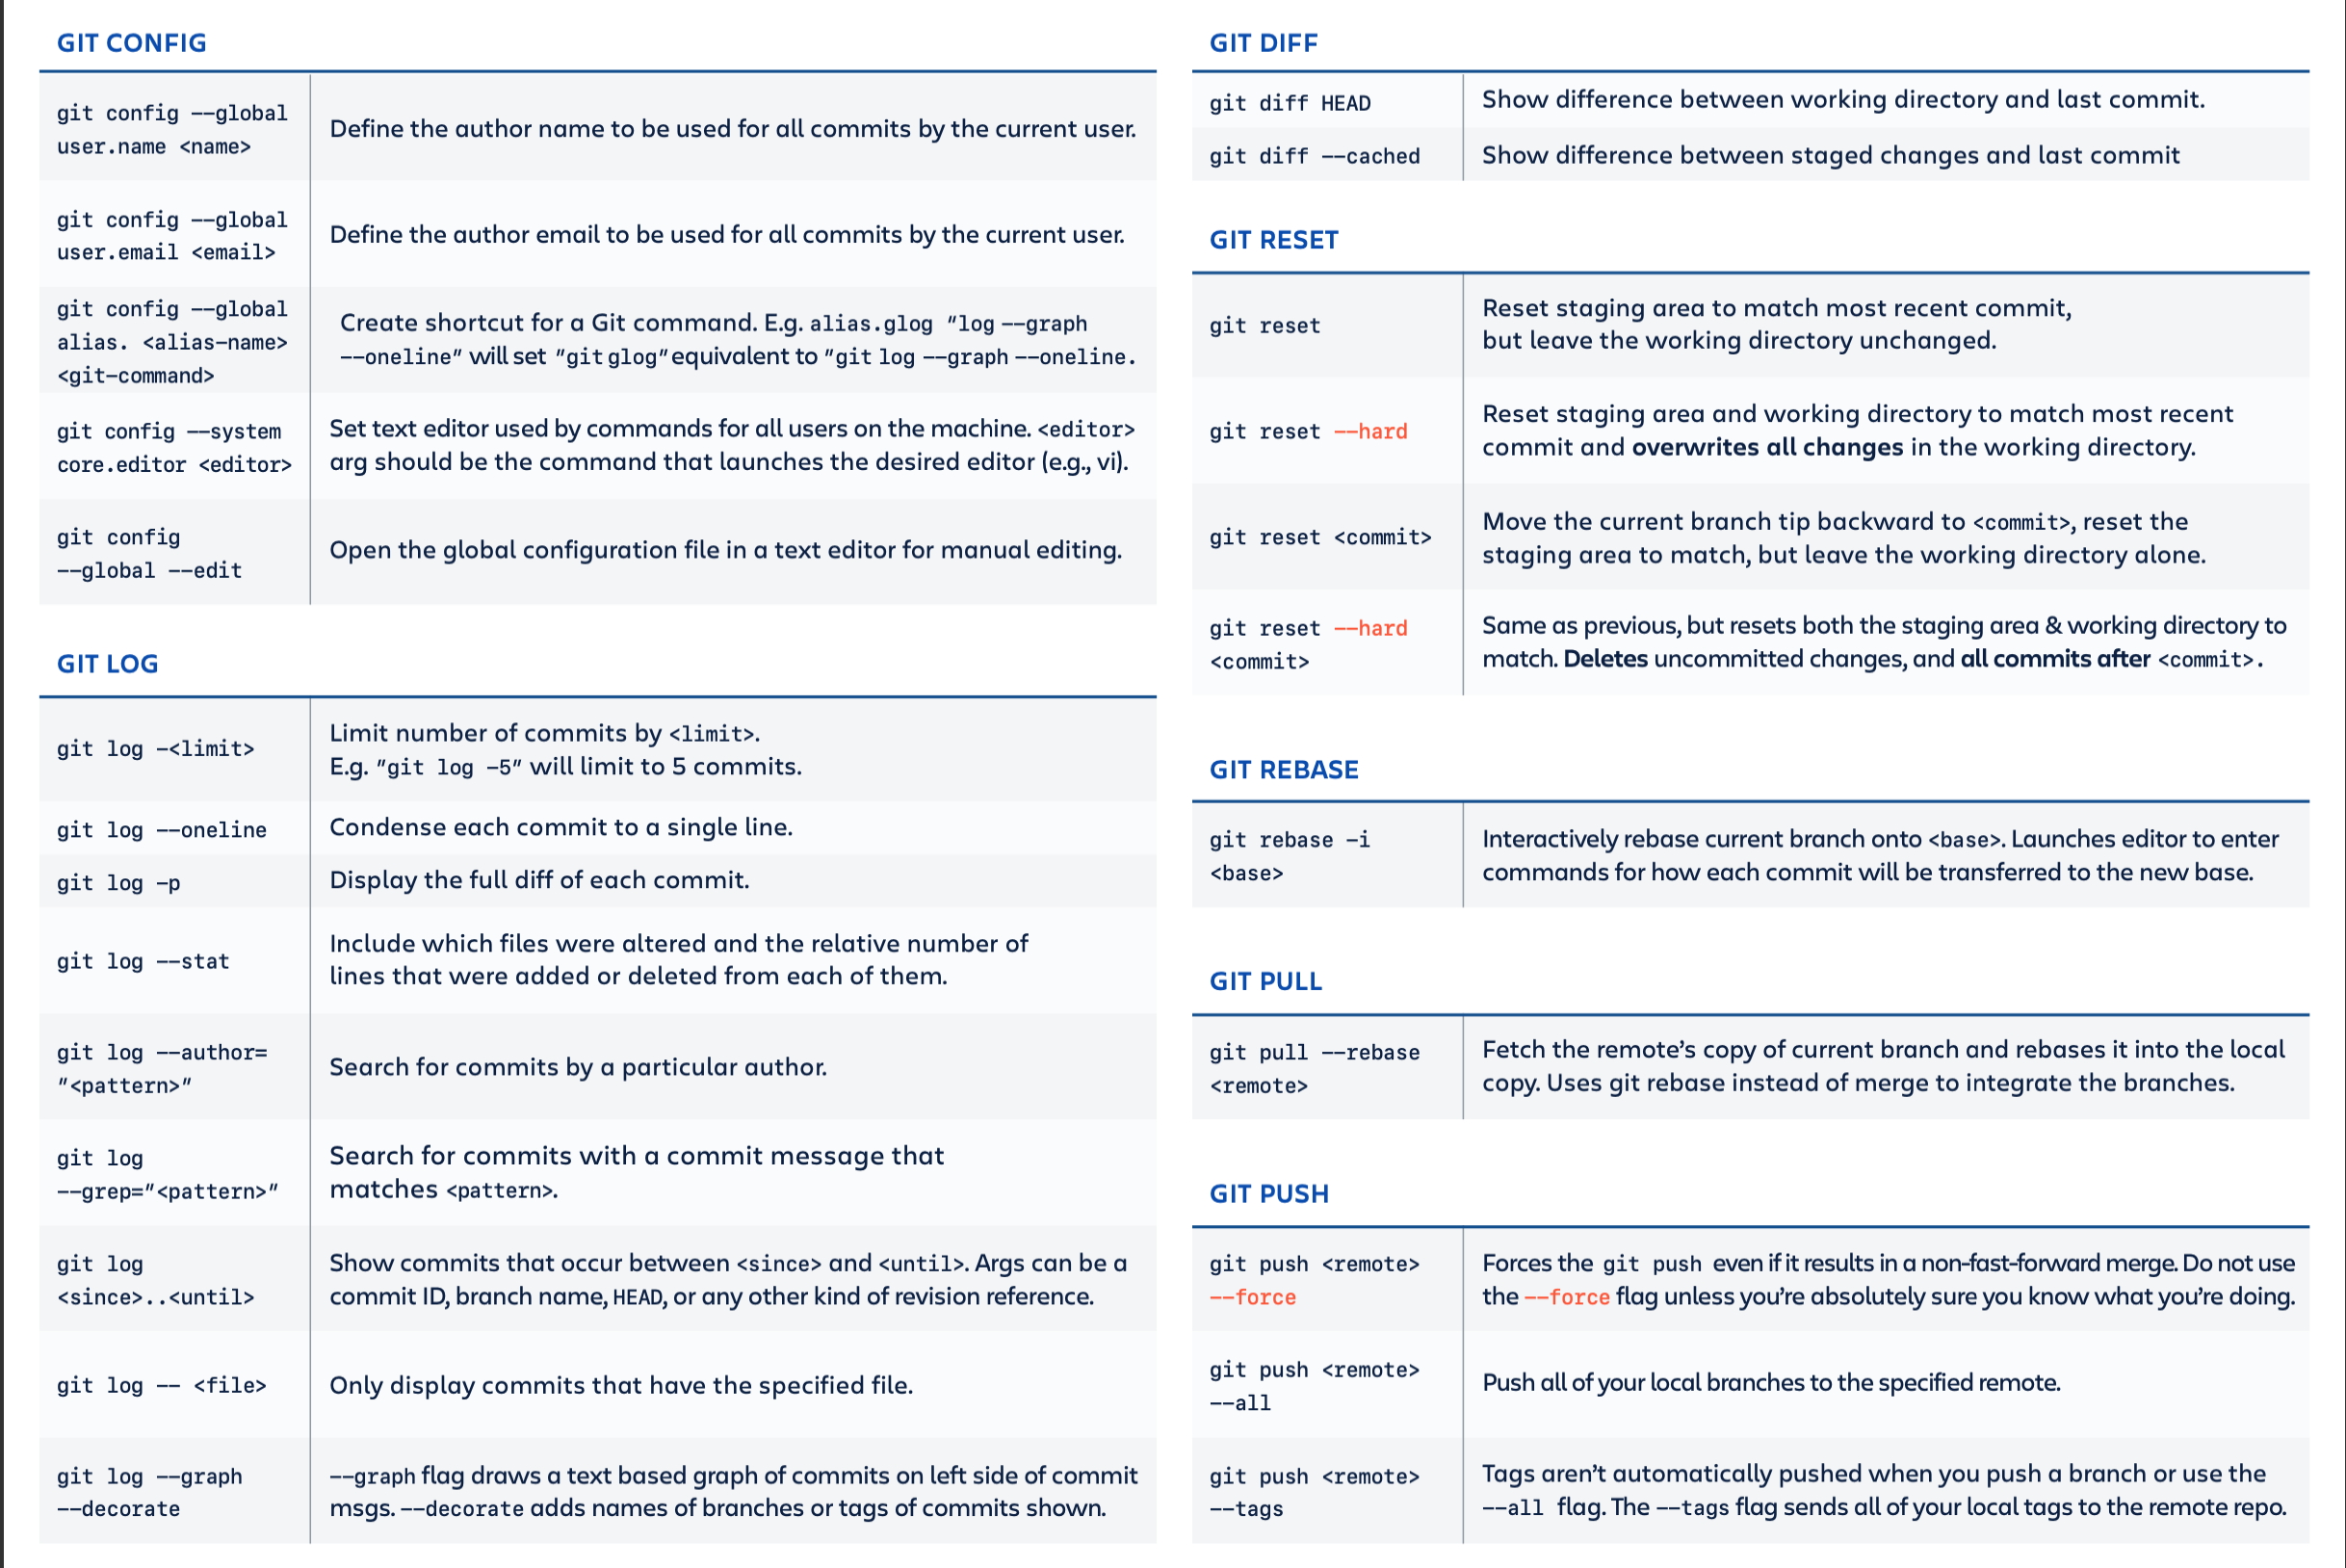 GIT CONFIG
git config --global
user.name <name>
Define the author name to be used for all commits by the current user.
git config --global
user.email <email>
Define the author email to be used for all commits by the current user.
git config --global
alias. <alias-name>
<git-command>
Create shortcut for a Git command. E.g. alias.glog "log --graph
--oneline" will set "git glog" equivalent to "git log --graph --oneline.
git config --system
core.editor <editor>
Set text editor used by commands for all users on the machine. <editor>
arg should be the command that launches the desired editor (e.g., vi).
git config
--global --edit
Open the global configuration file in a text editor for manual editing.
GIT LOG
git log -<limit>
Limit number of commits by <limit>.
E.g. "git log -5" will limit to 5 commits.
git log --oneline
Condense each commit to a single line.
git log -p
Display the full diff of each commit.
git log --stat
Include which files were altered and the relative number of
lines that were added or deleted from each of them.
git log --author=
"<pattern>"
Search for commits by a particular author.
git log
--grep="<pattern>"
Search for commits with a commit message that
matches <pattern>.
git log
<since>..<until>
Show commits that occur between <since> and <until>. Args can be a
commit ID, branch name, HEAD, or any other kind of revision reference.
git log -- <file>
Only display commits that have the specified file.
git log --graph
--decorate
--graph flag draws a text based graph of commits on left side of commit
msgs. --decorate adds names of branches or tags of commits shown.
GIT DIFF
git diff HEAD
Show difference between working directory and last commit.
git diff --cached
Show difference between staged changes and last commit
GIT RESET
git reset
Reset staging area to match most recent commit,
but leave the working directory unchanged.
git reset --hard
Reset staging area and working directory to match most recent
commit and overwrites all changes in the working directory.
git reset <commit>
Move the current branch tip backward to <commit>, reset the
staging area to match, but leave the working directory alone.
git reset --hard
<commit>
Same as previous, but resets both the staging area & working directory to
match. Deletes uncommitted changes, and all commits after <commit>.
GIT REBASE
git rebase -i
<base>
Interactively rebase current branch onto <base>. Launches editor to enter
commands for how each commit will be transferred to the new base.
GIT PULL
git pull --rebase
<remote>
Fetch the remote’s copy of current branch and rebases it into the local
copy. Uses git rebase instead of merge to integrate the branches.
GIT PUSH
git push <remote>
--force
Forces the git push even if it results in a non-fast-forward merge. Do not use
the --force flag unless you’re absolutely sure you know what you’re doing.
git push <remote>
--all
Push all of your local branches to the specified remote.
git push <remote>
--tags
Tags aren’t automatically pushed when you push a branch or use the
--all flag. The --tags flag sends all of your local tags to the remote repo.